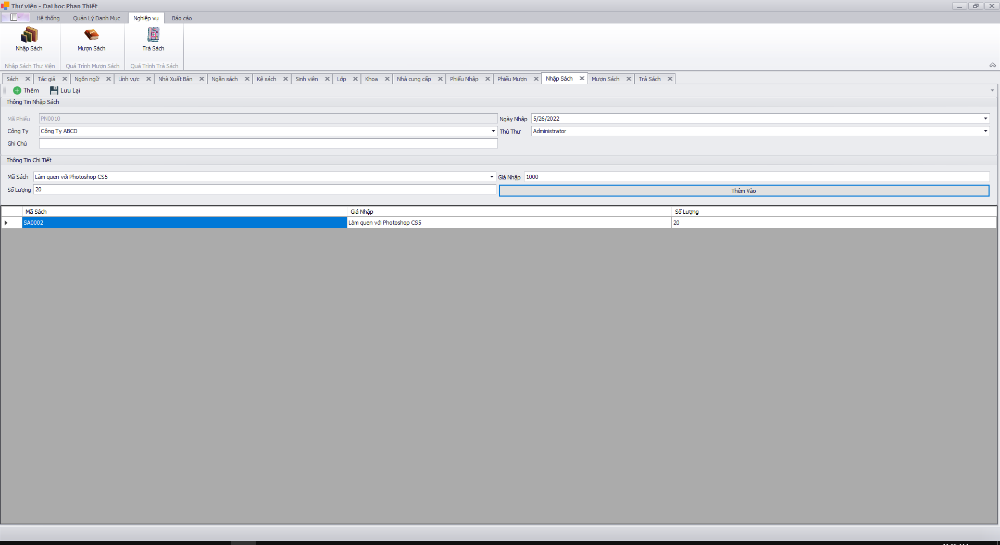 Thư viện - Đại học Phan Thiết
Hệ thống Quản Lý Danh Mục Nghiệp vụ Báo cáo
Nhập Sách Mượn Sách Trả Sách
Nhập Sách Thư Viện Quá Trình Mượn Sách Quá Trình Trả Sách
Sách Tác giả Ngôn ngữ Lĩnh vực Nhà Xuất Bản Ngăn sách Kệ sách Sinh viên Lớp Khoa Nhà cung cấp Phiếu Nhập Phiếu Mượn Nhập Sách Mượn Sách Trả Sách
Thêm Lưu Lại
Thông Tin Nhập Sách
Mã Phiếu PN0010 Ngày Nhập 5/26/2022
Công Ty Công Ty ABCD Thủ Thư Administrator
Ghi Chú
Thông Tin Chi Tiết
Mã Sách Làm quen với Photoshop CS5 Giá Nhập 1000
Số Lượng 20 Thêm Vào
Mã Sách Giá Nhập Số Lượng
SA0002 Làm quen với Photoshop CS5 20